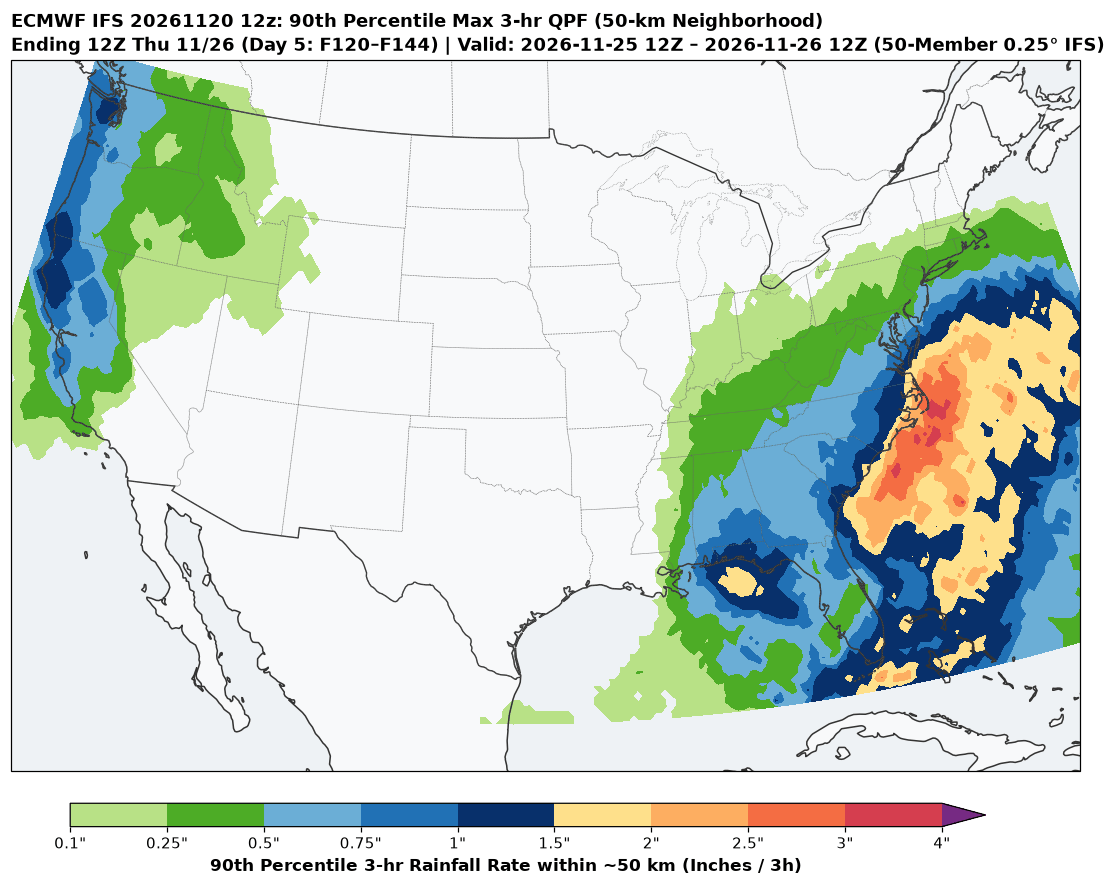 ECMWF IFS 20261120 12z: 90th Percentile Max 3-hr QPF (50-km Neighborhood)
Ending 12Z Thu 11/26 (Day 5: F120–F144) | Valid: 2026-11-25 12Z – 2026-11-26 12Z (50-Member 0.25° IFS)
0.1" 0.25" 0.5" 0.75" 1" 1.5" 2" 2.5" 3" 4"
90th Percentile 3-hr Rainfall Rate within ~50 km (Inches / 3h)